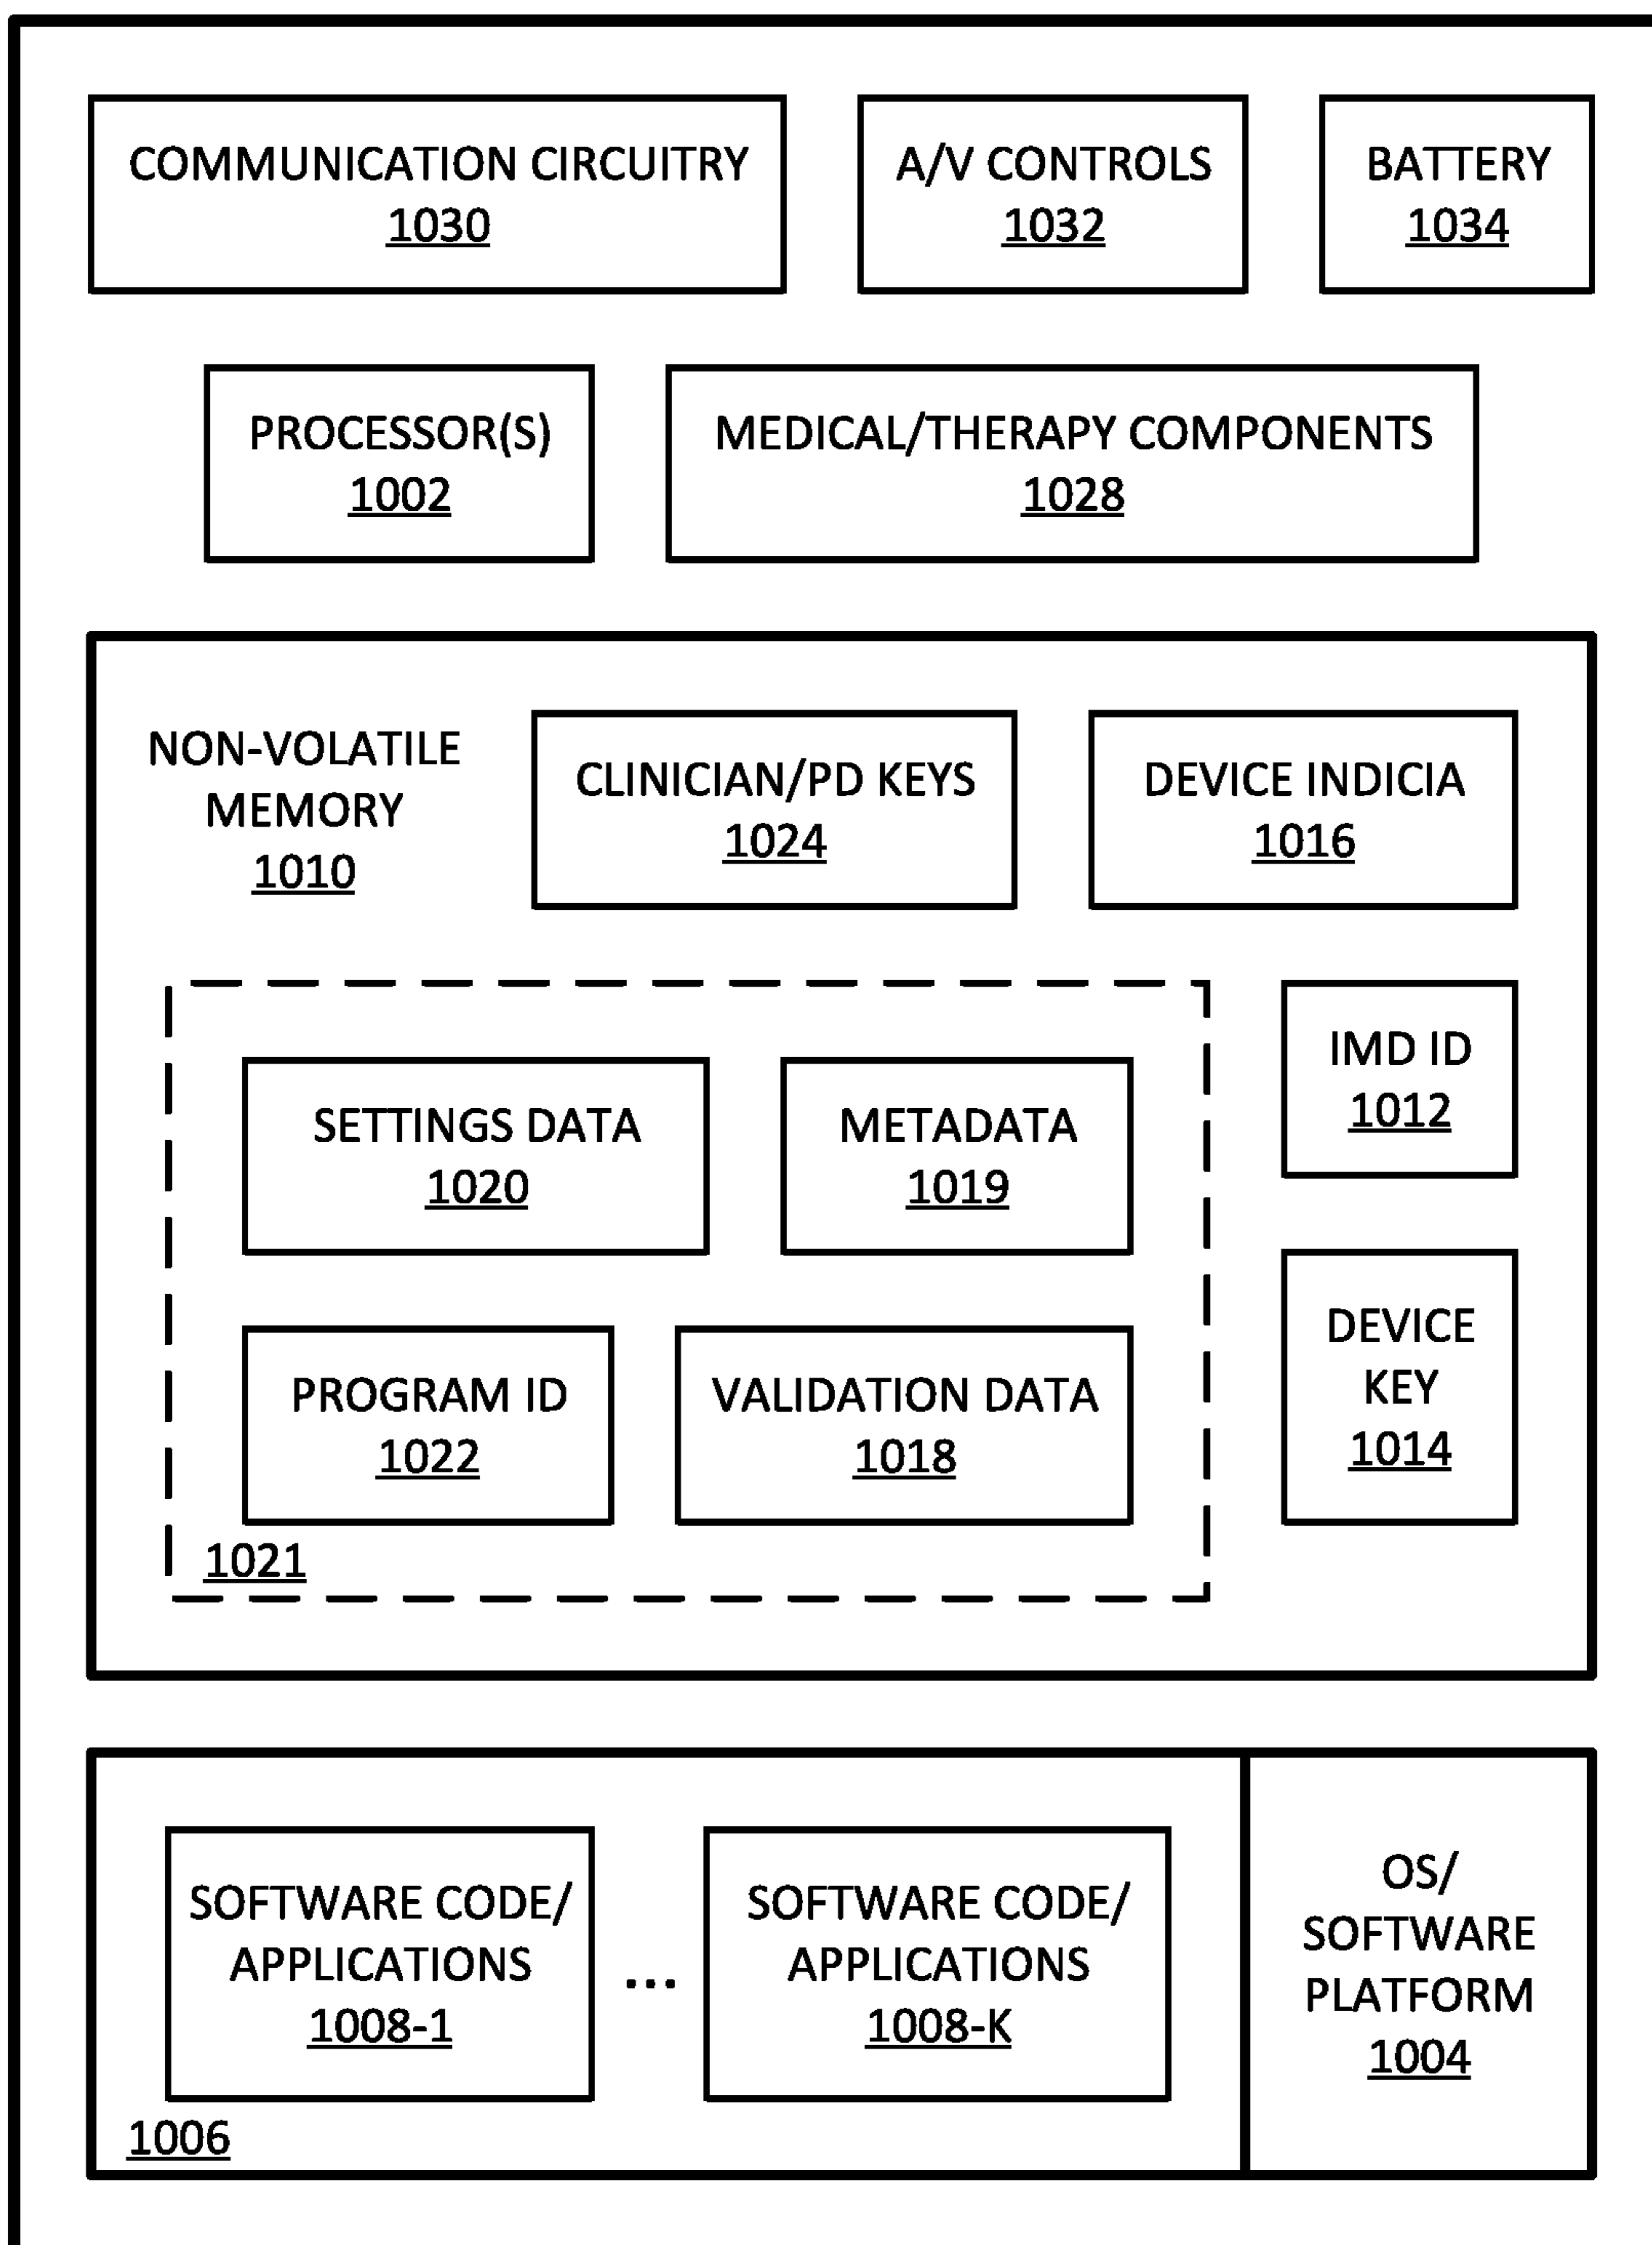 COMMUNICATION CIRCUITRY
1030
A/V CONTROLS
1032
BATTERY
1034
PROCESSOR(S)
1002
MEDICAL/THERAPY COMPONENTS
1028
NON-VOLATILE
MEMORY
1010
CLINICIAN/PD KEYS
1024
DEVICE INDICIA
1016
SETTINGS DATA
1020
METADATA
1019
IMD ID
1012
PROGRAM ID
1022
VALIDATION DATA
1018
DEVICE
KEY
1014
1021
SOFTWARE CODE/
APPLICATIONS
1008-1
...
SOFTWARE CODE/
APPLICATIONS
1008-K
OS/
SOFTWARE
PLATFORM
1004
1006